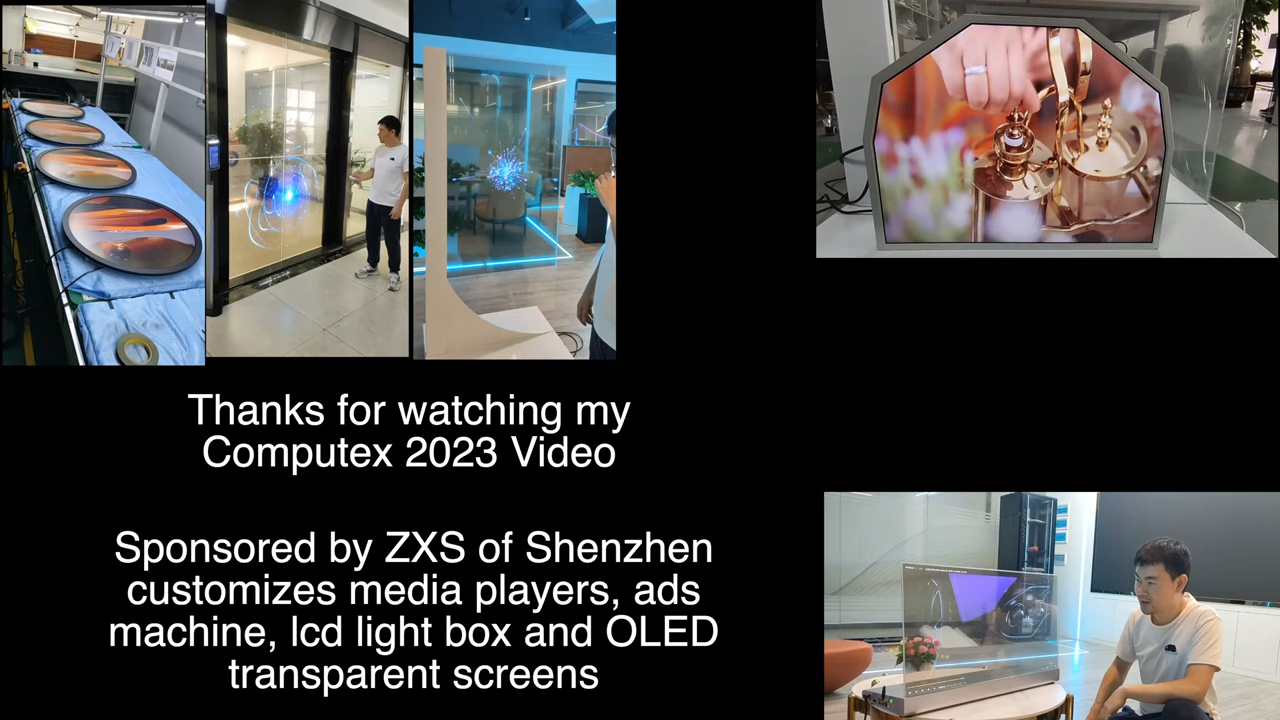 Thanks for watching my
Computex 2023 Video
Sponsored by ZXS of Shenzhen
customizes media players, ads
machine, lcd light box and OLED
transparent screens